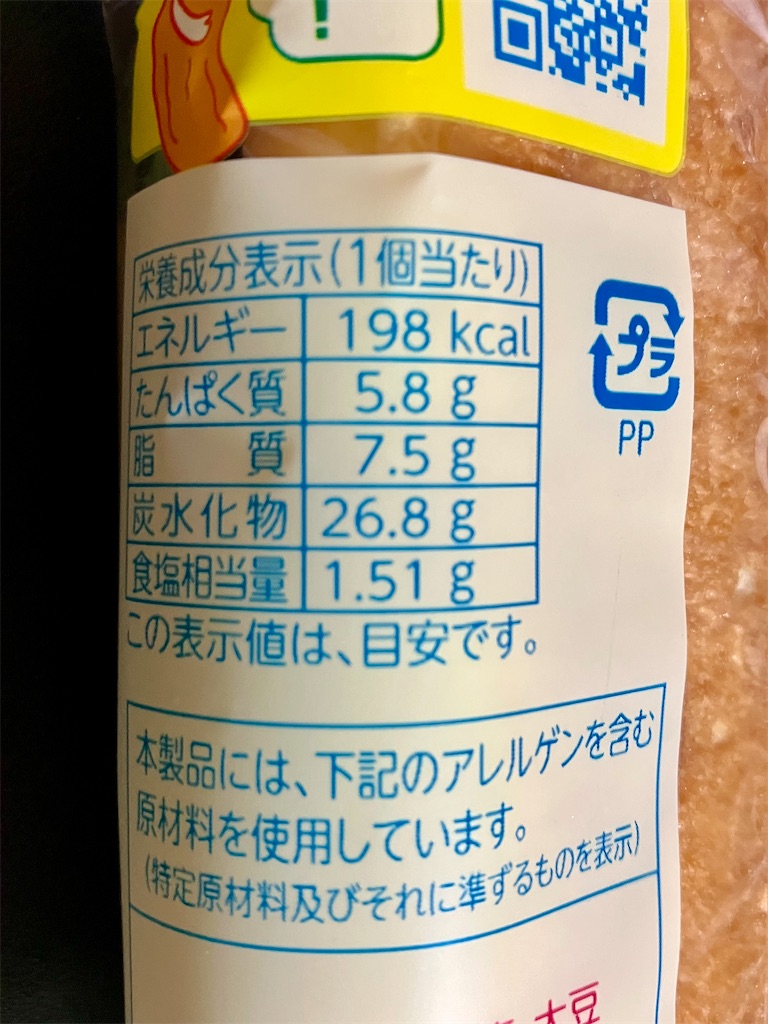 !
栄養成分表示(1個当たり)
エネルギー 198 kcal
たんぱく質 5.8 g
脂質 7.5 g
炭水化物 26.8 g
食塩相当量 1.51 g
この表示値は、目安です。
プラ
PP
本製品には、下記のアレルゲンを含む
原材料を使用しています。
(特定原材料及びそれに準ずるものを表示)
大豆